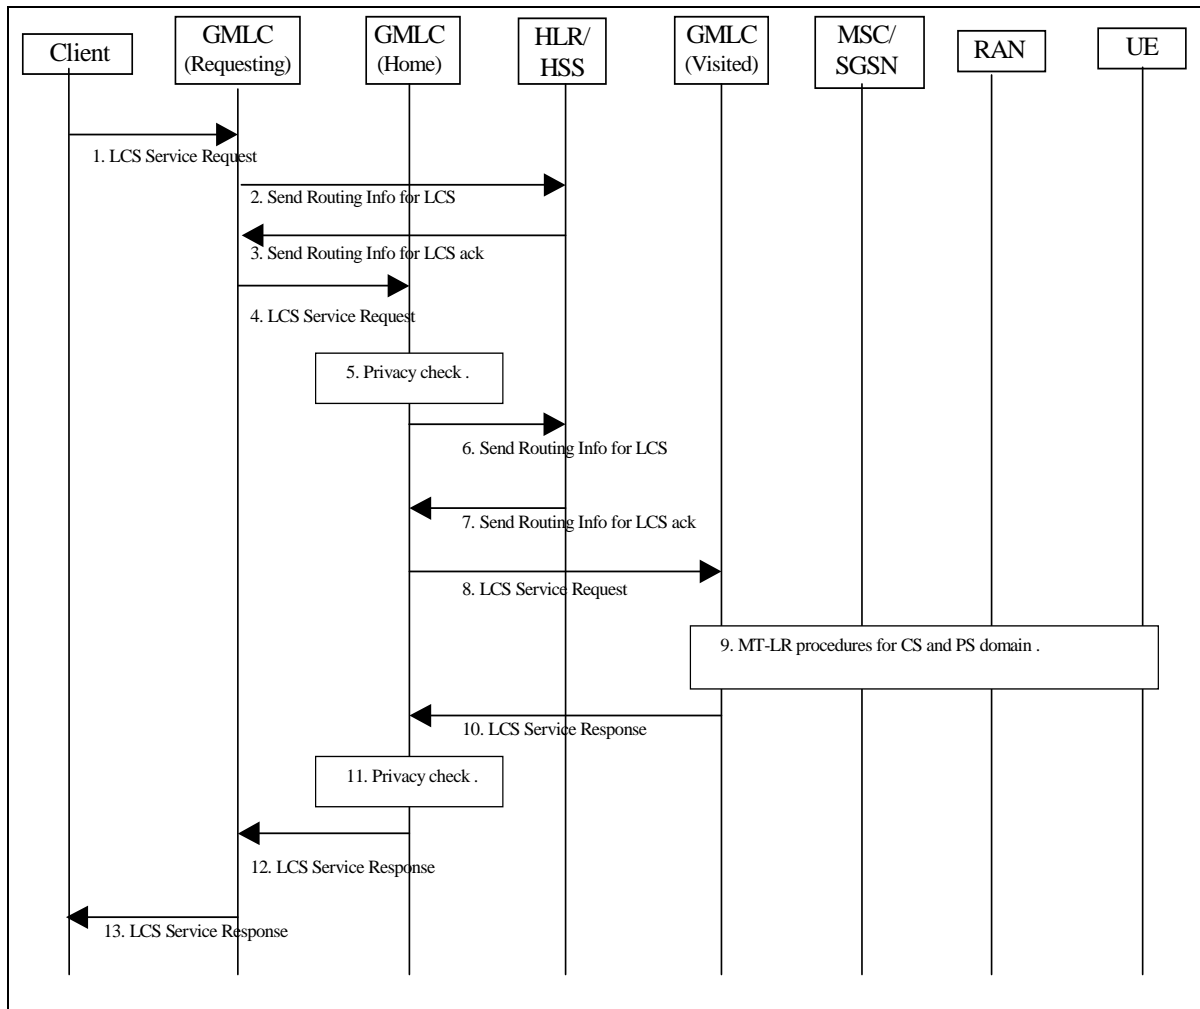 Client
GMLC
(Requesting)
GMLC
(Home)
HLR/
HSS
GMLC
(Visited)
MSC/
SGSN
RAN
UE
1. LCS Service Request
2. Send Routing Info for LCS
3. Send Routing Info for LCS ack
4. LCS Service Request
5. Privacy check .
6. Send Routing Info for LCS
7. Send Routing Info for LCS ack
8. LCS Service Request
9. MT-LR procedures for CS and PS domain .
10. LCS Service Response
11. Privacy check .
12. LCS Service Response
13. LCS Service Response